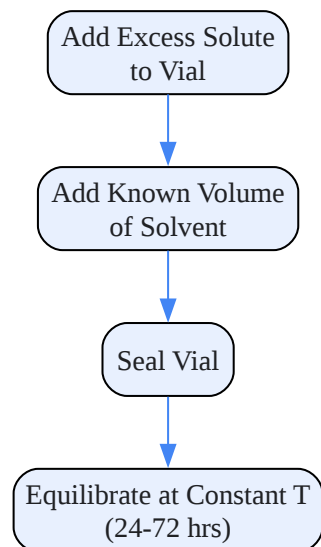 Add Excess Solute
to Vial
Add Known Volume
of Solvent
Seal Vial
Equilibrate at Constant T
(24-72 hrs)